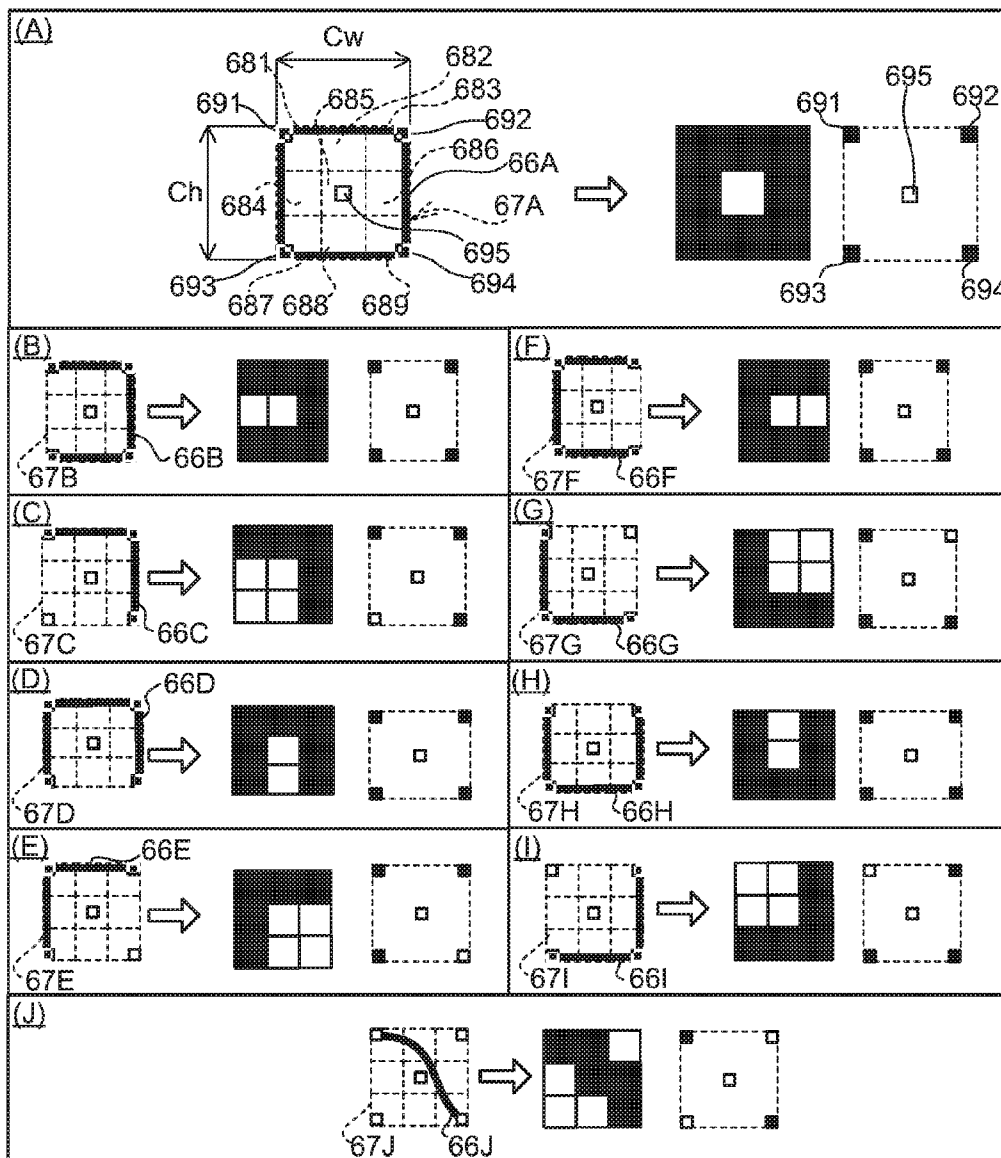 (A)
Cw
681 682
685 683
691 692
686
66A
Ch
684
67A
695
693 694
687 688 689
695
691 692
693 694
(B)
67B 66B
(F)
67F 66F
(C)
67C 66C
(G)
67G 66G
(D)
66D
67D
(H)
67H 66H
(E)
66E
67E
(I)
67I 66I
(J)
67J 66J